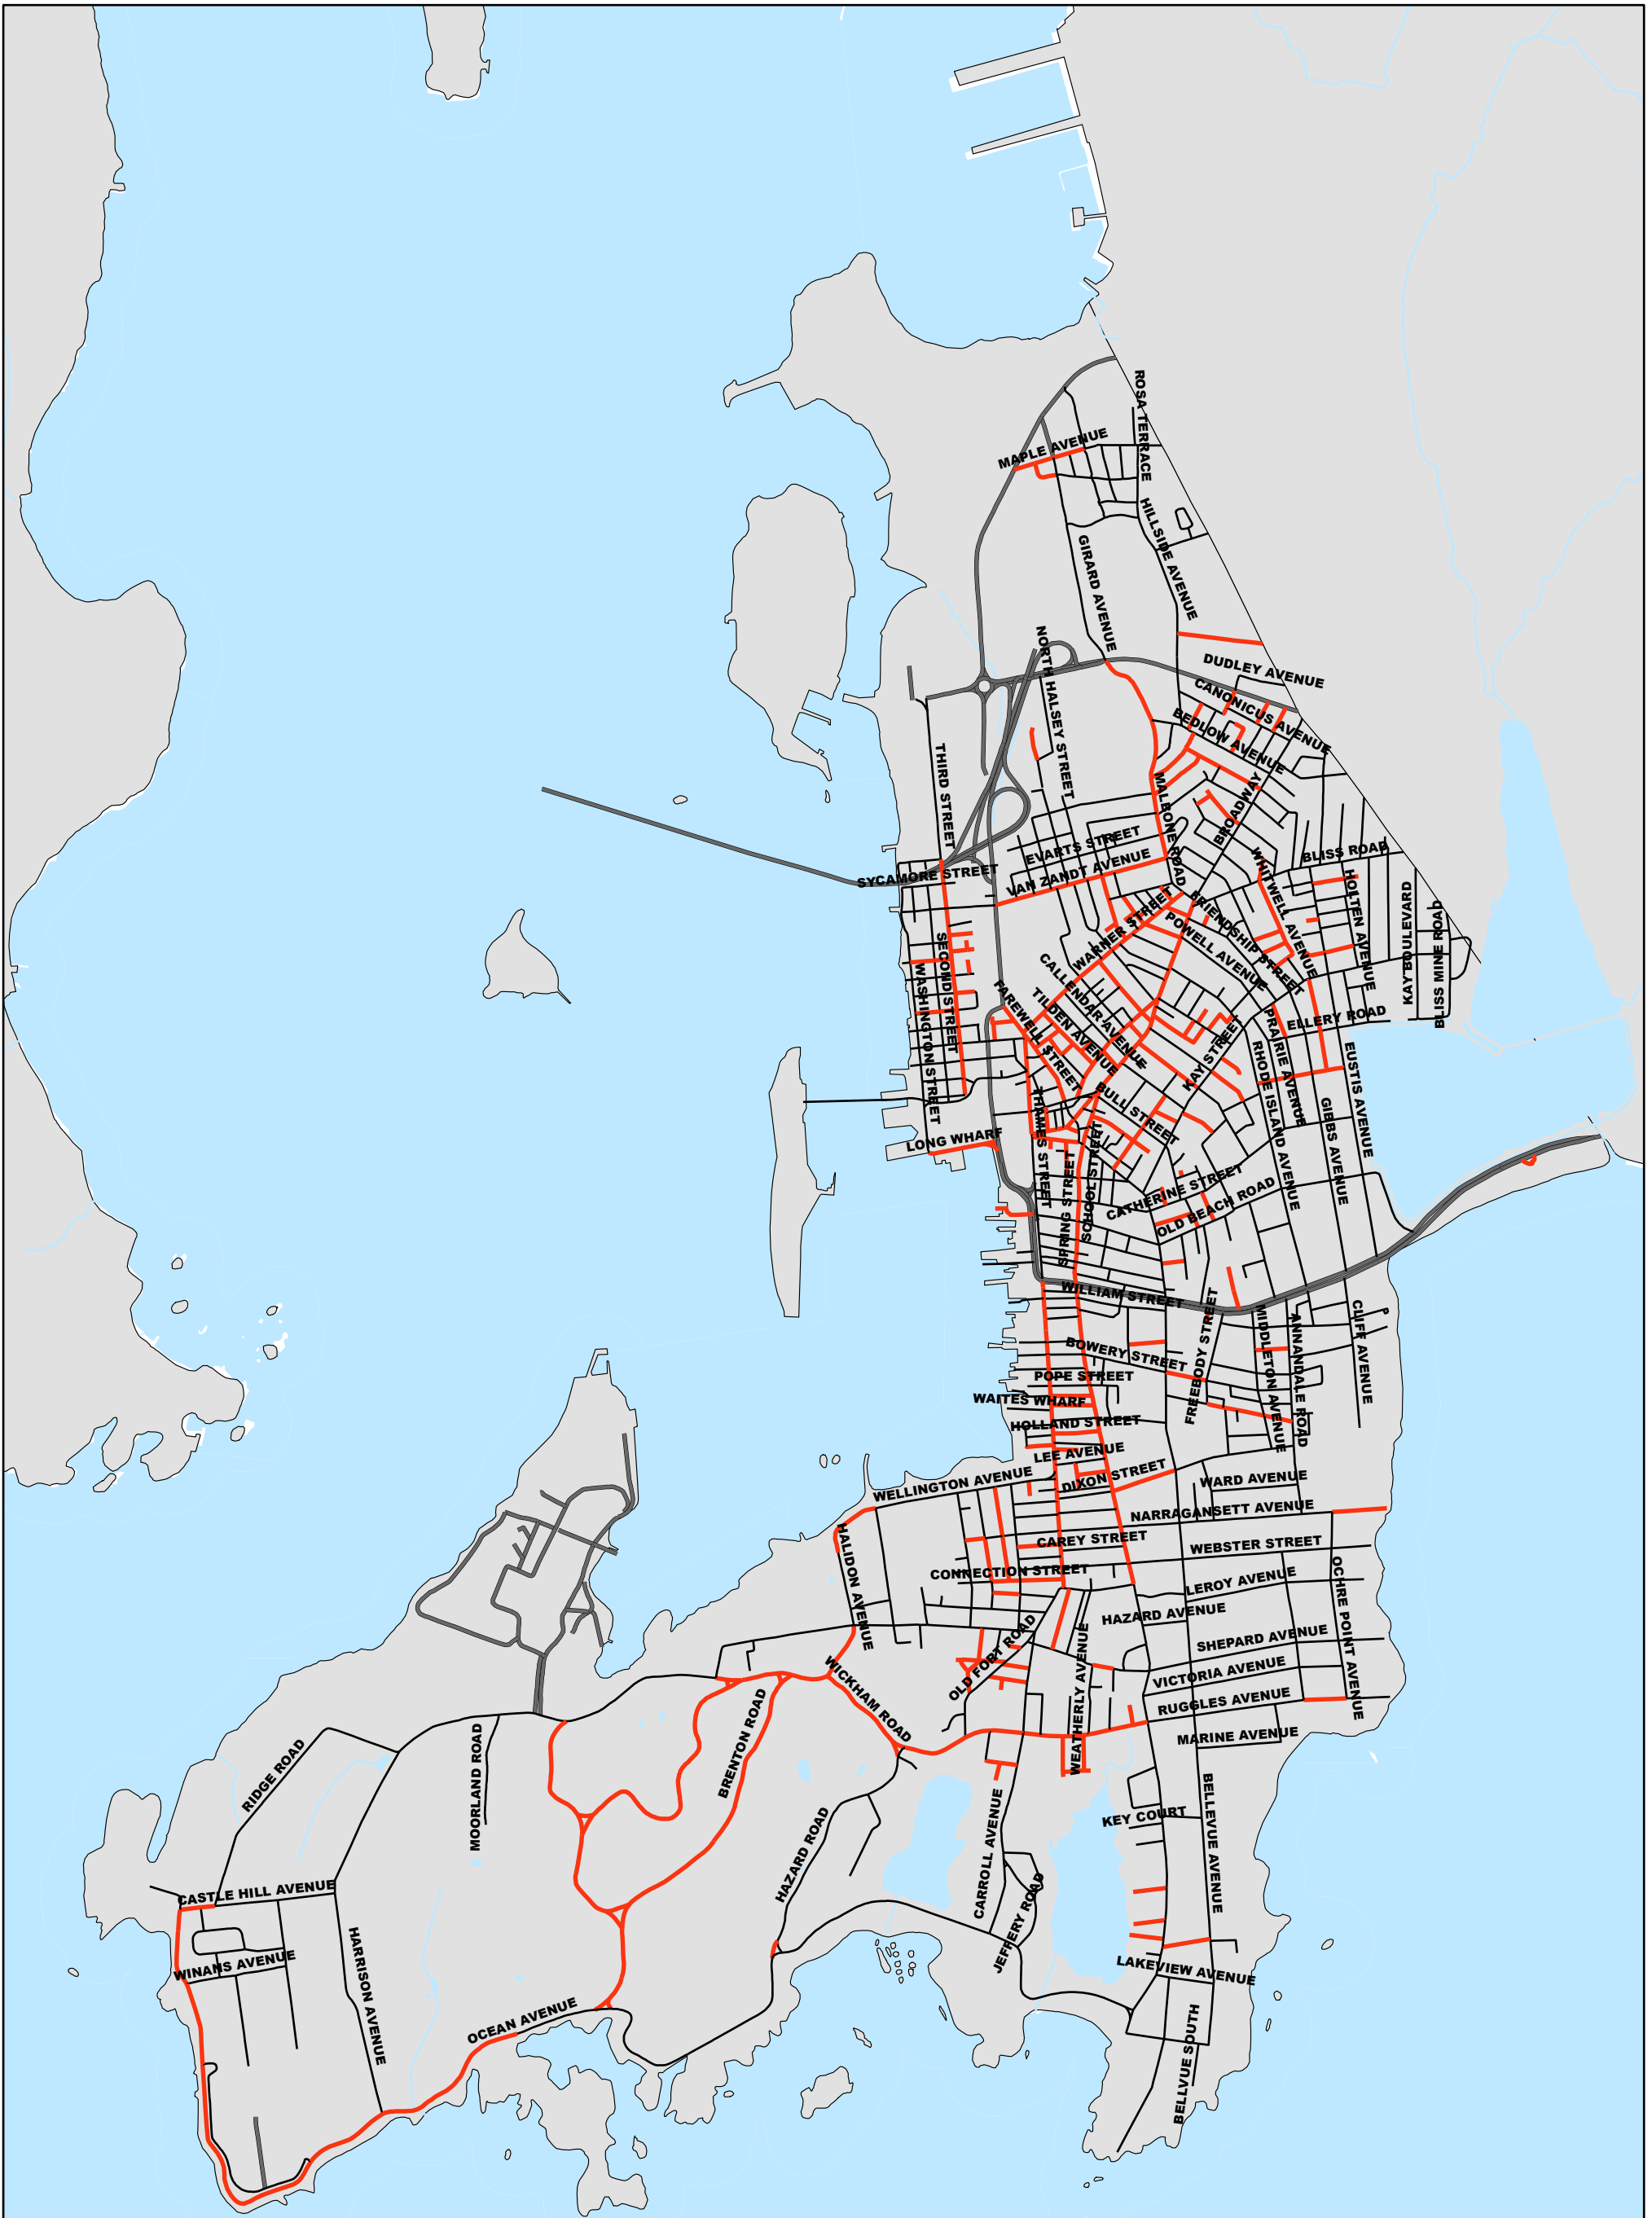 ROSA TERRACE
MAPLE AVENUE
HILLSIDE AVENUE
GIRARD AVENUE
NORTH HALSEY STREET
DUDLEY AVENUE
CANONICUS AVENUE
BEDLOW AVENUE
THIRD STREET
MALBONE ROAD
BROADWAY
EVARTS STREET
BLISS ROAD
WHITWELL AVENUE
VAN ZANDT AVENUE
SYCAMORE STREET
HOLTEN AVENUE
KAY BOULEVARD
BLISS MINE ROAD
WARNER STREET
FRIENDSHIP STREET
POWELL AVENUE
SECOND STREET
WASHINGTON STREET
CALLENDAR AVENUE
TILDEN AVENUE
FAREWELL STREET
ELLERY ROAD
PRAIRIE AVENUE
KAY STREET
RHODE ISLAND AVENUE
EUSTIS AVENUE
BULL STREET
GIBBS AVENUE
THAMES STREET
LONG WHARF
SCHOOL STREET
SPRING STREET
CATHERINE STREET
OLD BEACH ROAD
WILLIAM STREET
FREEBODY STREET
MIDDLETON AVENUE
ANNANDALE ROAD
CLIFF AVENUE
BOWERY STREET
POPE STREET
WAITES WHARF
HOLLAND STREET
LEE AVENUE
DIXON STREET
WARD AVENUE
WELLINGTON AVENUE
NARRAGANSETT AVENUE
HALIDON AVENUE
CAREY STREET
WEBSTER STREET
CONNECTION STREET
LEROY AVENUE
OCHRE POINT AVENUE
HAZARD AVENUE
OLD FORT ROAD
WEATHERLY AVENUE
SHEPARD AVENUE
WICKHAM ROAD
VICTORIA AVENUE
BRENTON ROAD
RUGGLES AVENUE
MOORLAND ROAD
RIDGE ROAD
MARINE AVENUE
BELLEVUE AVENUE
HAZARD ROAD
CARROLL AVENUE
KEY COURT
CASTLE HILL AVENUE
JEFFERY ROAD
HARRISON AVENUE
WINANS AVENUE
LAKEVIEW AVENUE
OCEAN AVENUE
BELLVUE SOUTH